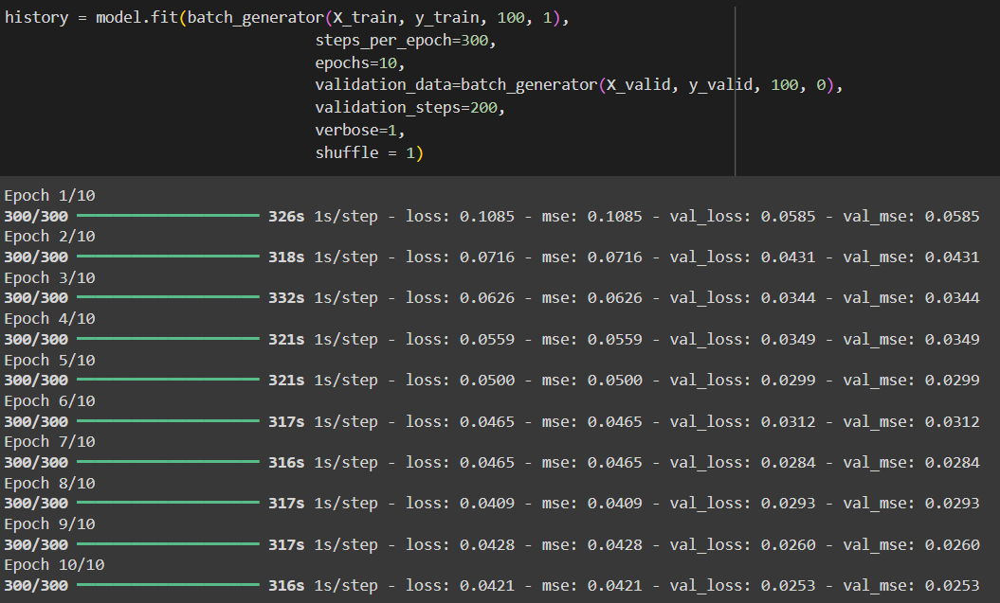 history = model.fit(batch_generator(X_train, y_train, 100, 1),
steps_per_epoch=300,
epochs=10,
validation_data=batch_generator(X_valid, y_valid, 100, 0),
validation_steps=200,
verbose=1,
shuffle = 1)
Epoch 1/10
300/300 326s 1s/step - loss: 0.1085 - mse: 0.1085 - val_loss: 0.0585 - val_mse: 0.0585
Epoch 2/10
300/300 318s 1s/step - loss: 0.0716 - mse: 0.0716 - val_loss: 0.0431 - val_mse: 0.0431
Epoch 3/10
300/300 332s 1s/step - loss: 0.0626 - mse: 0.0626 - val_loss: 0.0344 - val_mse: 0.0344
Epoch 4/10
300/300 321s 1s/step - loss: 0.0559 - mse: 0.0559 - val_loss: 0.0349 - val_mse: 0.0349
Epoch 5/10
300/300 321s 1s/step - loss: 0.0500 - mse: 0.0500 - val_loss: 0.0299 - val_mse: 0.0299
Epoch 6/10
300/300 317s 1s/step - loss: 0.0465 - mse: 0.0465 - val_loss: 0.0312 - val_mse: 0.0312
Epoch 7/10
300/300 316s 1s/step - loss: 0.0465 - mse: 0.0465 - val_loss: 0.0284 - val_mse: 0.0284
Epoch 8/10
300/300 317s 1s/step - loss: 0.0409 - mse: 0.0409 - val_loss: 0.0293 - val_mse: 0.0293
Epoch 9/10
300/300 317s 1s/step - loss: 0.0428 - mse: 0.0428 - val_loss: 0.0260 - val_mse: 0.0260
Epoch 10/10
300/300 316s 1s/step - loss: 0.0421 - mse: 0.0421 - val_loss: 0.0253 - val_mse: 0.0253